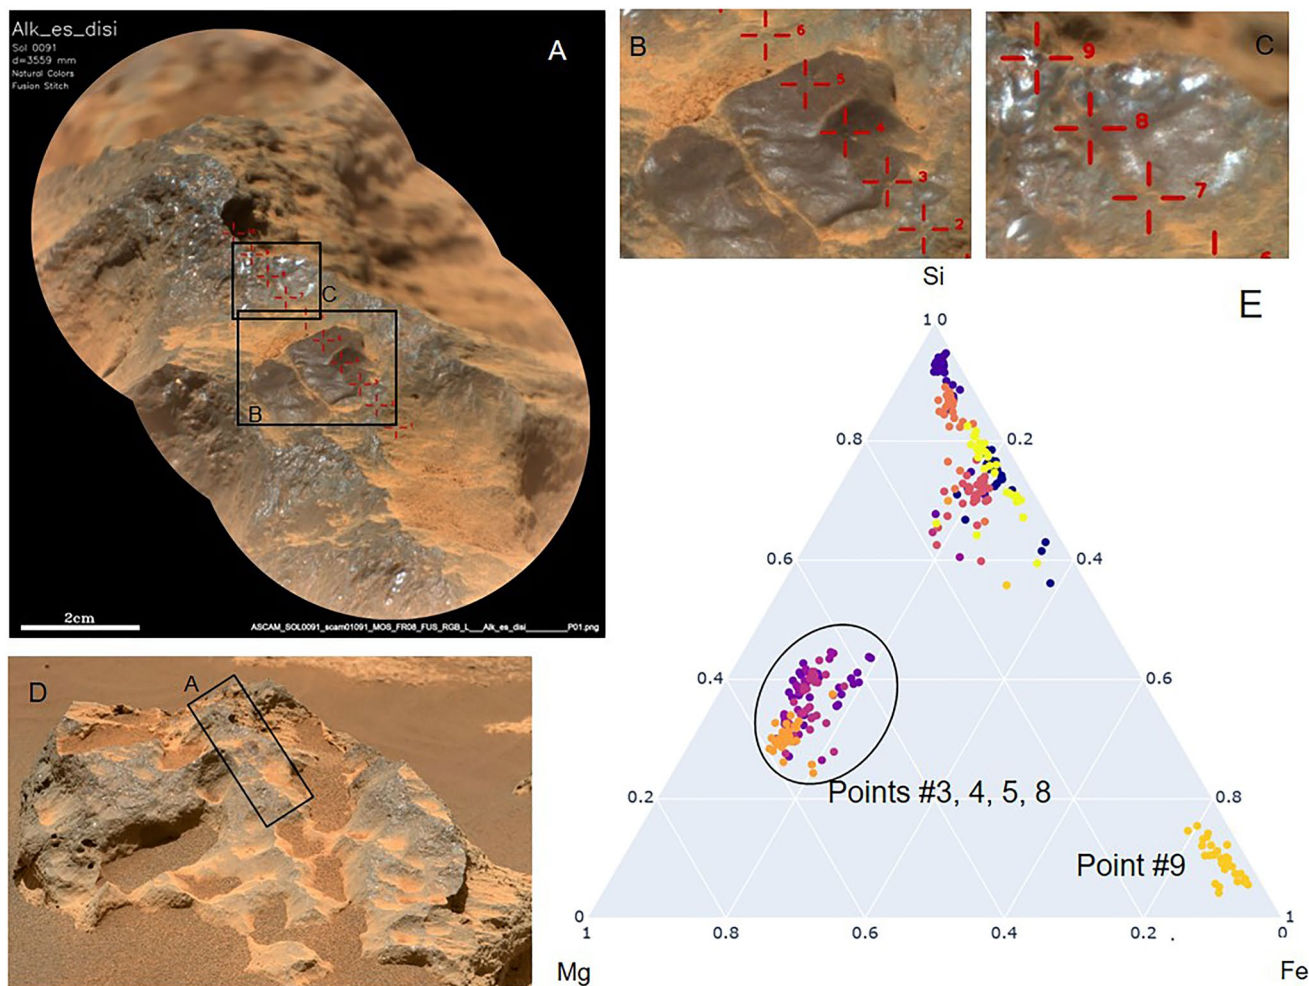 Alk_es_disi
Sol 0091
d=3559 mm
Natural Colors
Fusion Stitch
A
C
B
2cm
ASCAM_SOL0091_scam01091_MOS_FR08_FUS_RGB_L___Alk_es_disi________P01.png
B
6
5
4
3
2
C
9
8
7
6
D
A
E
Si
1 0
0.8
0.2
0.6
0.4
0.4
0.6
0.2
0.8
0
1
1
0.8
0.6
0.4
0.2
0
Mg
Fe
Points #3, 4, 5, 8
Point #9